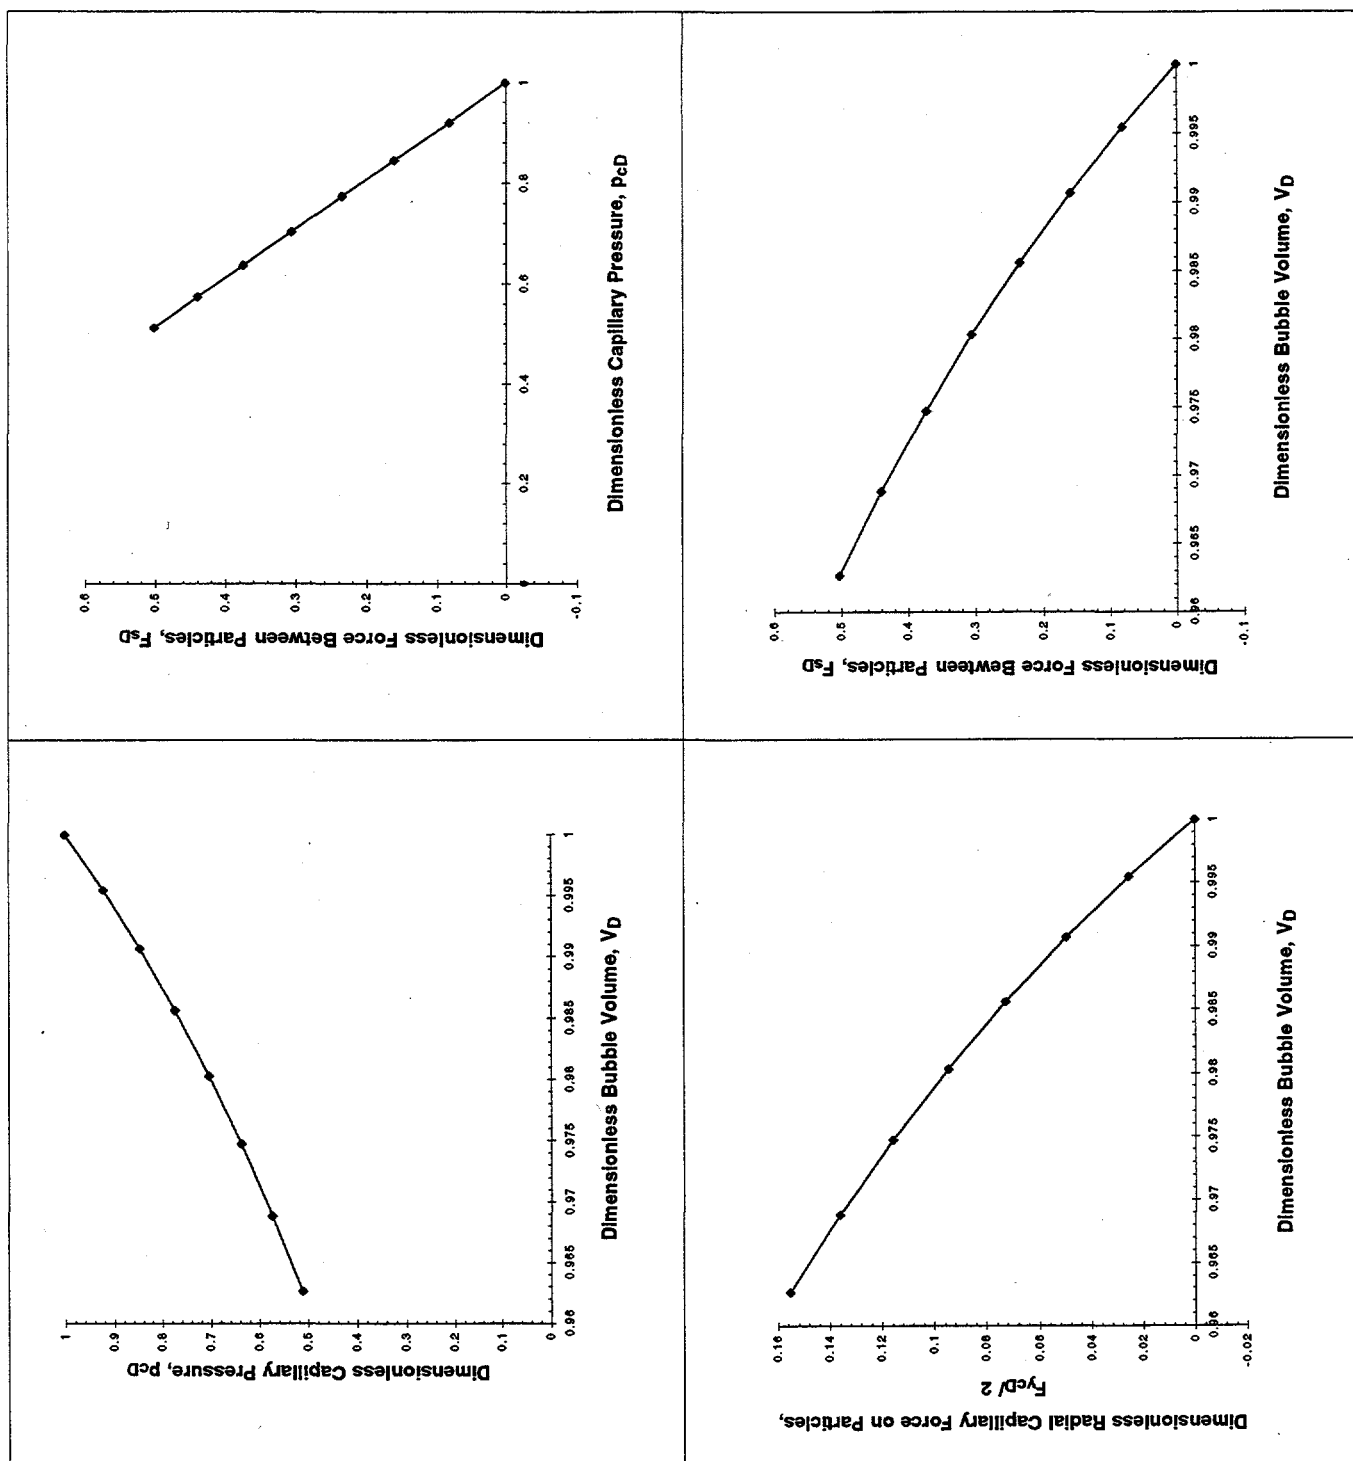 Dimensionless Capillary Pressure, pcD
1
0.9
0.8
0.7
0.6
0.5
0.4
0.3
0.2
0.1
0
0.96 0.965 0.97 0.975 0.98 0.985 0.99 0.995 1
Dimensionless Bubble Volume, VD
Dimensionless Force Between Particles, FsD
0.6
0.5
0.4
0.3
0.2
0.1
0
-0.1
0.2 0.4 0.6 0.8 1
Dimensionless Capillary Pressure, pcD
Dimensionless Radial Capillary Force on Particles,
FycD/ 2
0.16
0.14
0.12
0.1
0.08
0.06
0.04
0.02
0
-0.02
0.96 0.965 0.97 0.975 0.98 0.985 0.99 0.995 1
Dimensionless Bubble Volume, VD
Dimensionless Force Bewteen Particles, FsD
0.6
0.5
0.4
0.3
0.2
0.1
0
-0.1
0.96 0.965 0.97 0.975 0.98 0.985 0.99 0.995 1
Dimensionless Bubble Volume, VD